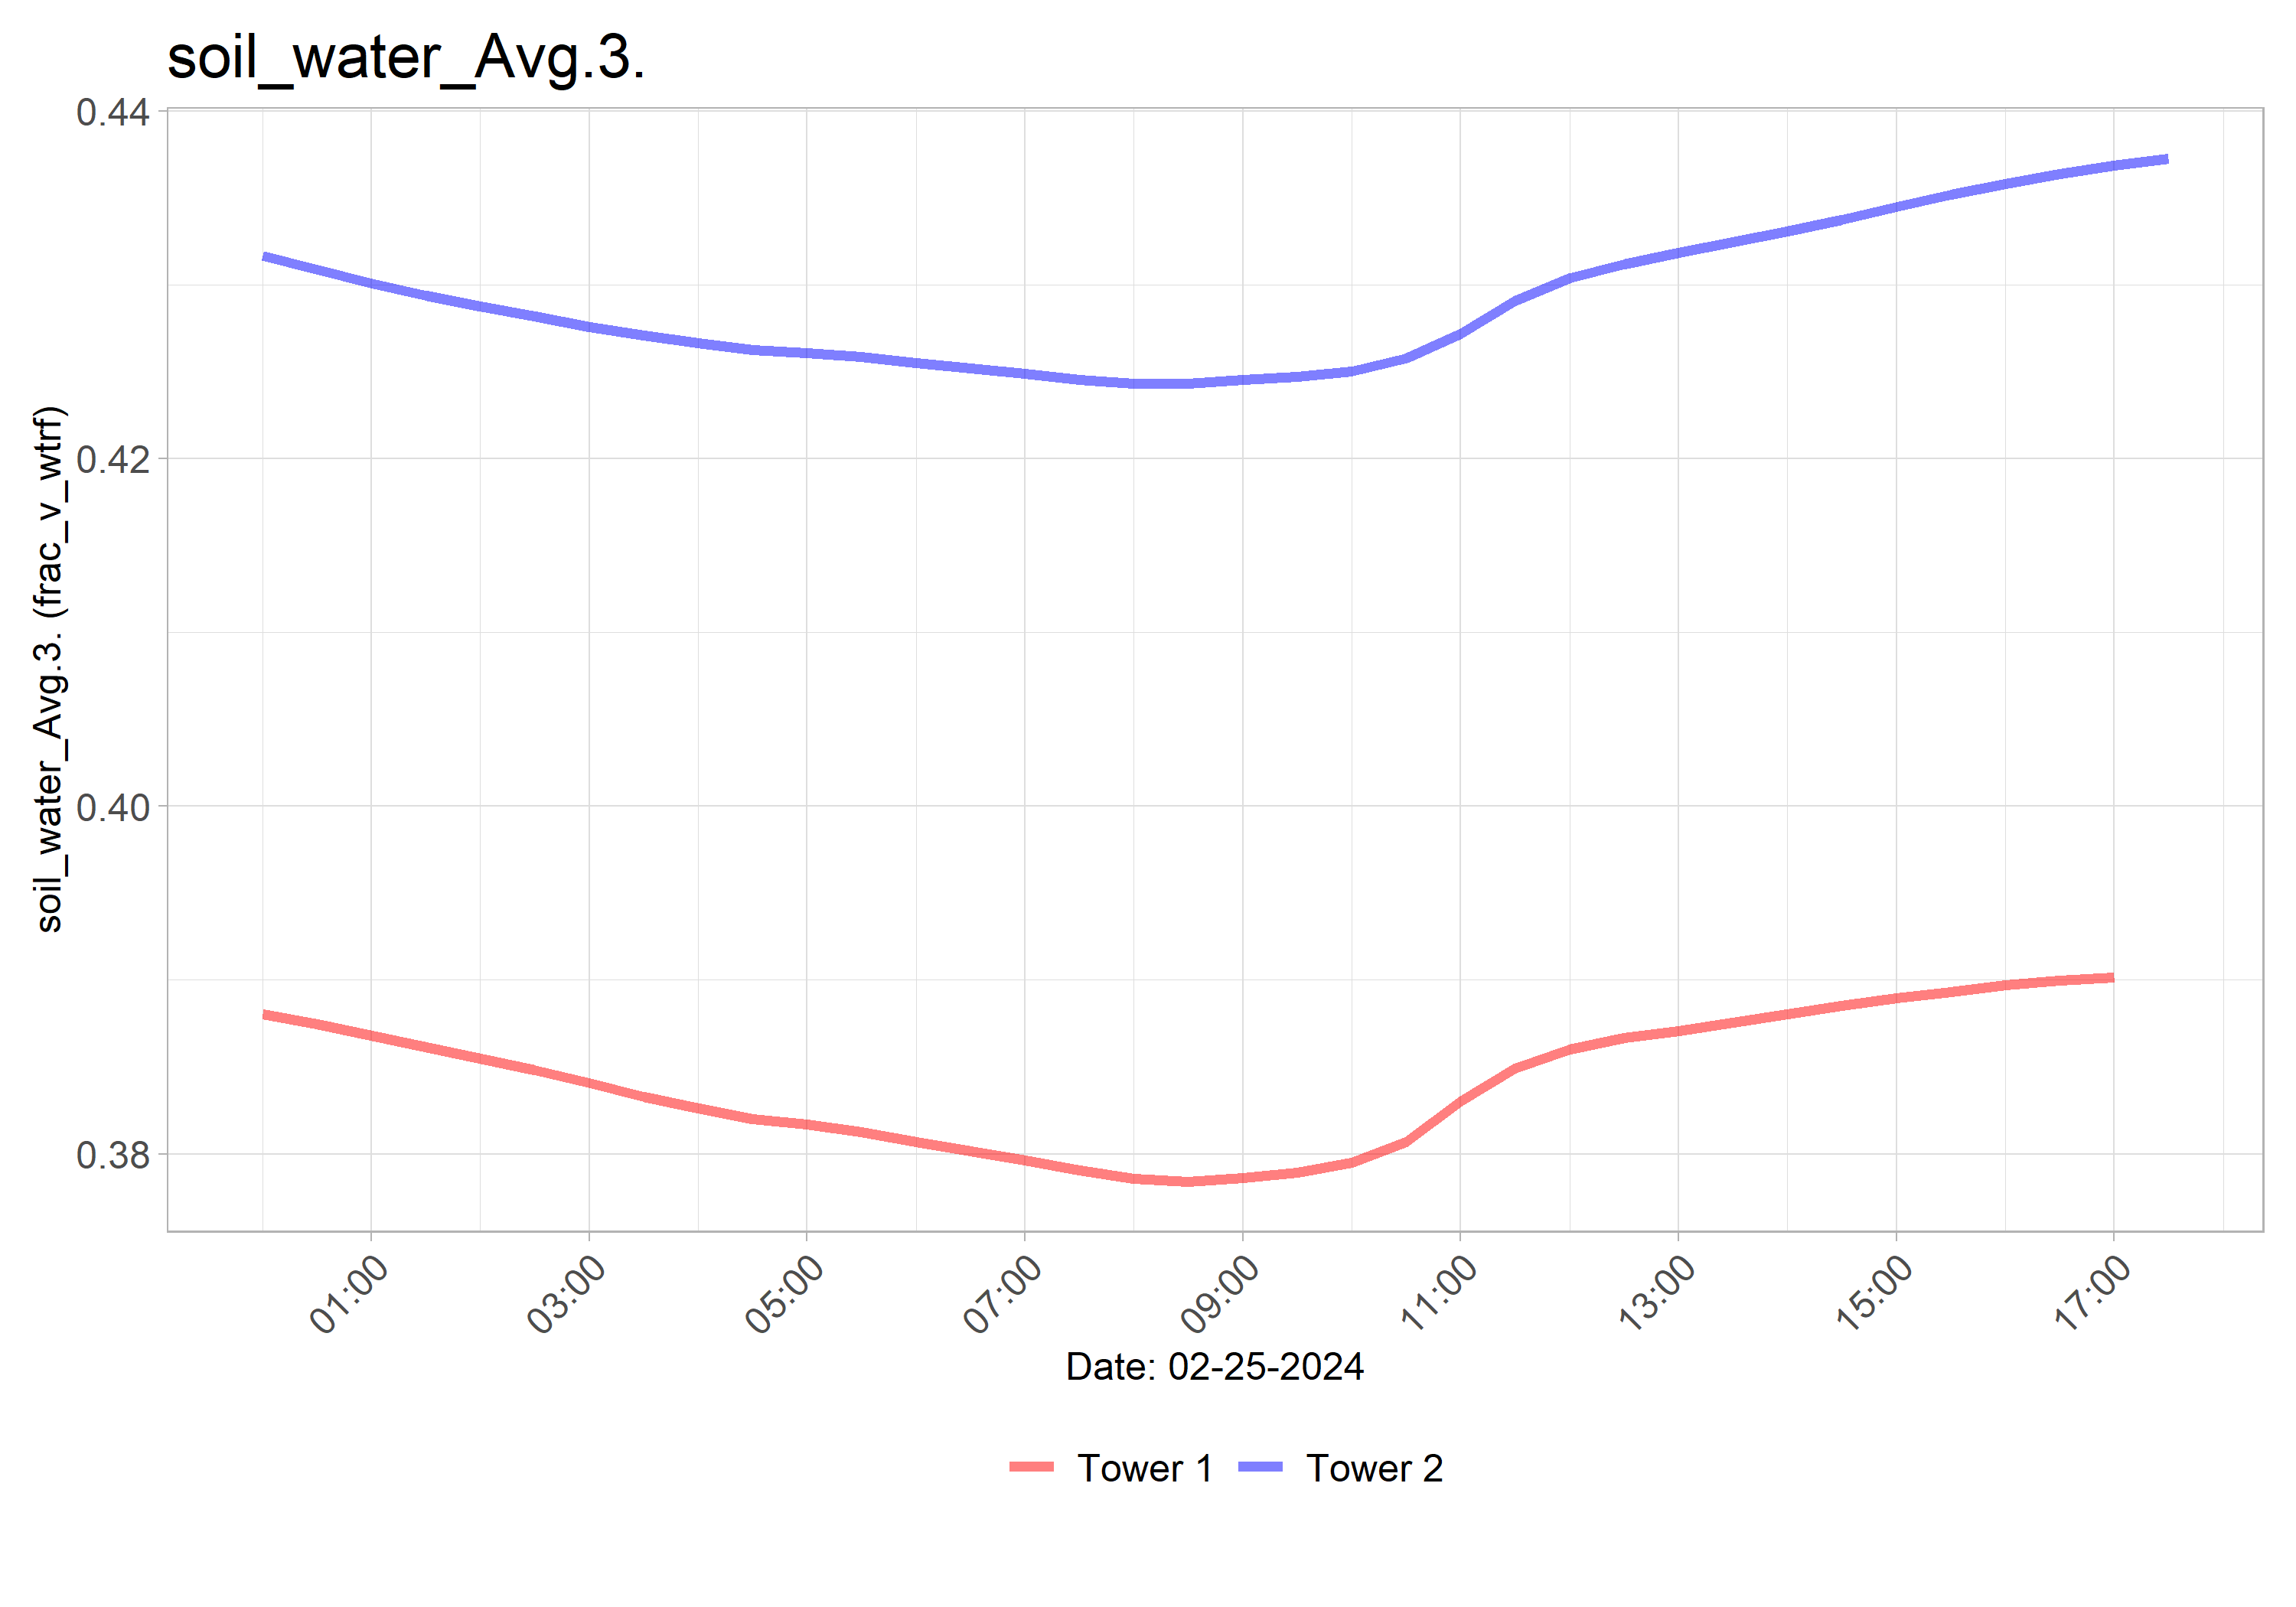 soil_water_Avg.3.
soil_water_Avg.3. (frac_v_wtrf)
0.44
0.42
0.40
0.38
01:00
03:00
05:00
07:00
09:00
11:00
13:00
15:00
17:00
Date: 02-25-2024
Tower 1
Tower 2